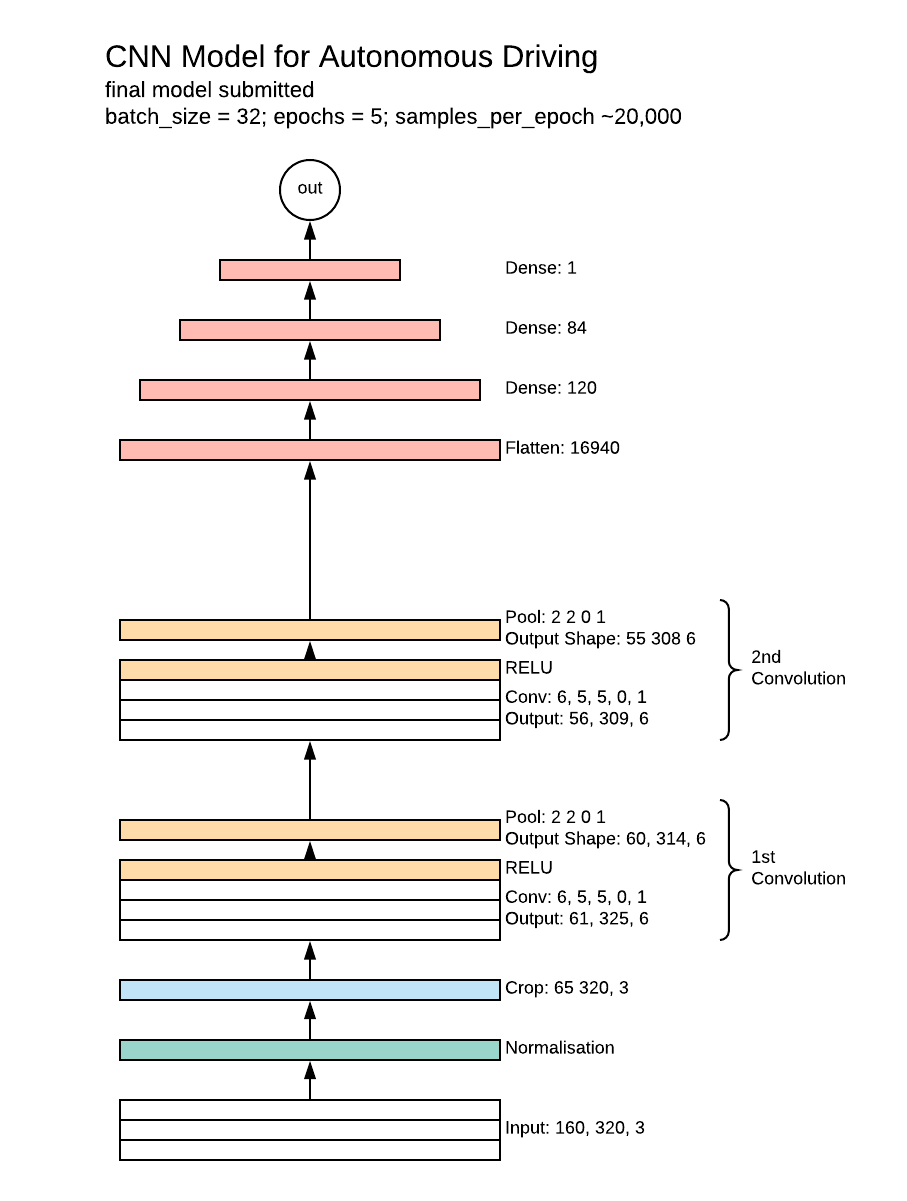 CNN Model for Autonomous Driving
final model submitted
batch_size = 32; epochs = 5; samples_per_epoch ~20,000
out
Dense: 1
Dense: 84
Dense: 120
Flatten: 16940
Pool: 2 2 0 1
Output Shape: 55 308 6
RELU
Conv: 6, 5, 5, 0, 1
Output: 56, 309, 6
2nd
Convolution
Pool: 2 2 0 1
Output Shape: 60, 314, 6
RELU
Conv: 6, 5, 5, 0, 1
Output: 61, 325, 6
1st
Convolution
Crop: 65 320, 3
Normalisation
Input: 160, 320, 3